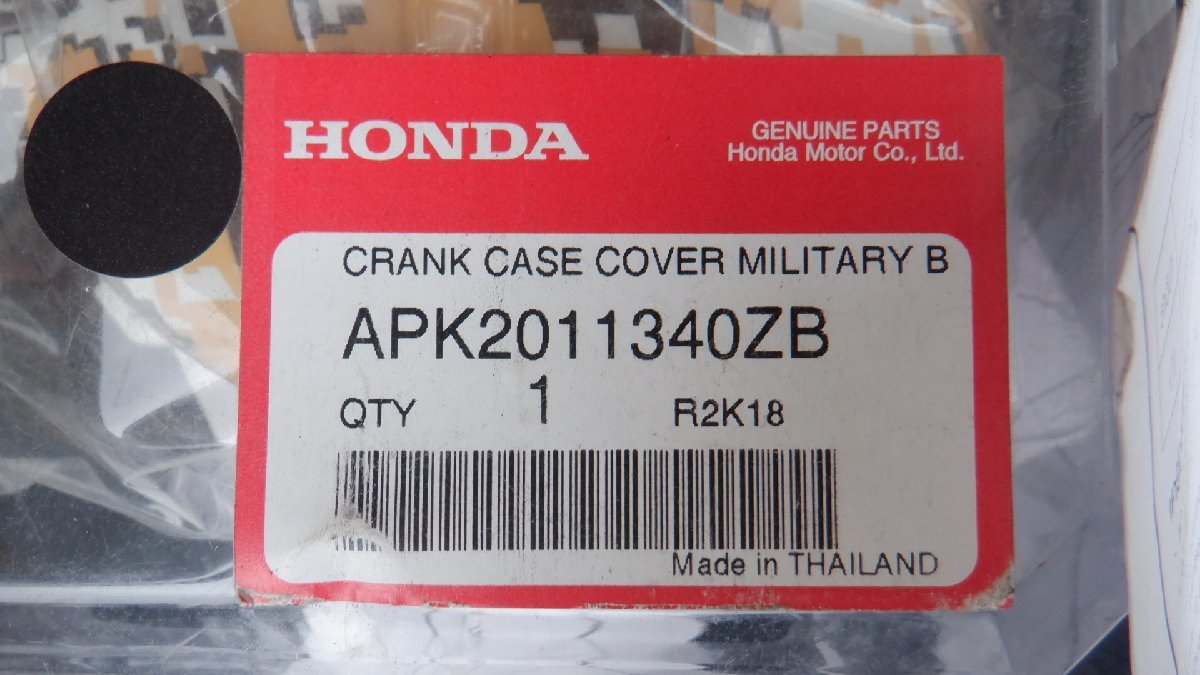 HONDA
GENUINE PARTS
Honda Motor Co., Ltd.
CRANK CASE COVER MILITARY B
APK2011340ZB
QTY 1 R2K18
Made in THAILAND